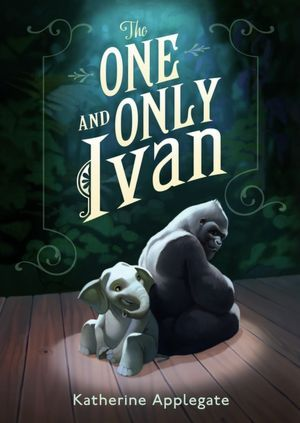 The
ONE
AND ONLY
Ivan
Katherine Applegate